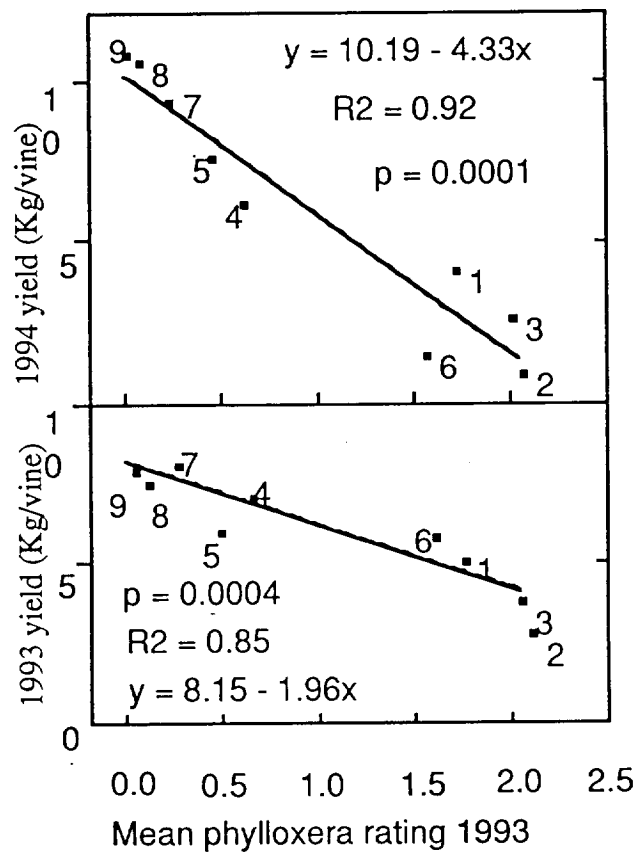 9
8
7
5
4
1
3
6
2
y = 10.19 - 4.33x
R2 = 0.92
p = 0.0001
1
0
5
1994 yield (Kg/vine)
1
0
5
0
1993 yield (Kg/vine)
9
8
7
4
5
6
1
3
2
p = 0.0004
R2 = 0.85
y = 8.15 - 1.96x
0.0 0.5 1.0 1.5 2.0 2.5
Mean phylloxera rating 1993